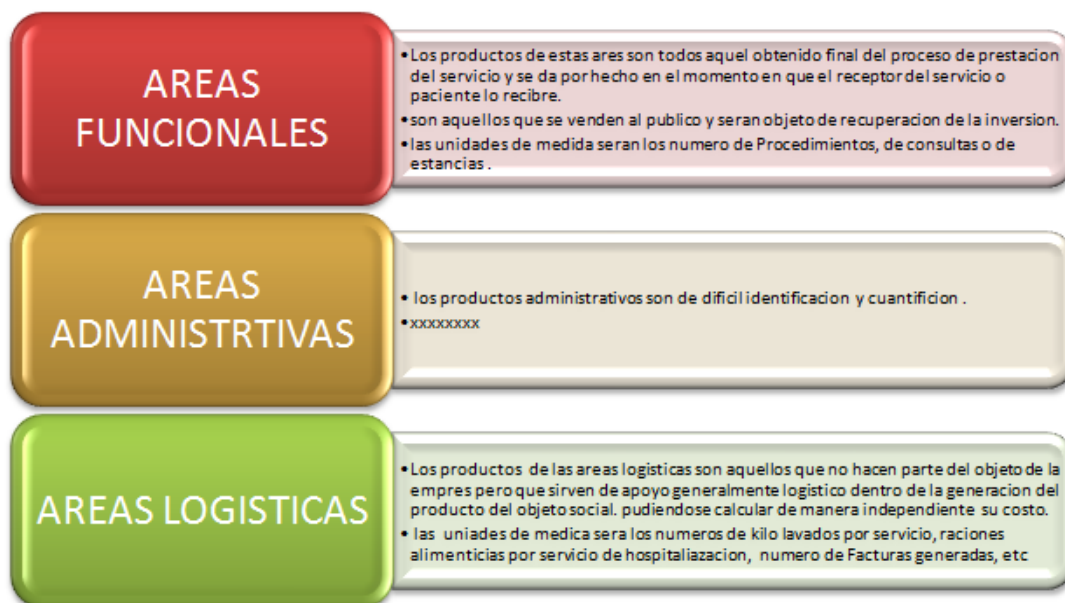 AREAS
FUNCIONALES
•Los productos de estas ares son todos aquel obtenido final del proceso de prestacion
del servicio y se da por hecho en el momento en que el receptor del servicio o
paciente lo recibre.
•son aquellos que se venden al publico y seran objeto de recuperacion de la inversion.
•las unidades de medida seran los numero de Procedimientos, de consultas o de
estancias .
AREAS
ADMINISTRTIVAS
• los productos administrativos son de dificil identificacion y cuantificion .
•xxxxxxxx
AREAS LOGISTICAS
•Los productos de las areas logisticas son aquellos que no hacen parte del objeto de la
empres pero que sirven de apoyo generalmente logistico dentro de la generacion del
producto del objeto social. pudiendose calcular de manera independiente su costo.
• las uniades de medica sera los numeros de kilo lavados por servicio, raciones
alimenticias por servicio de hospitaliazacion, numero de Facturas generadas, etc